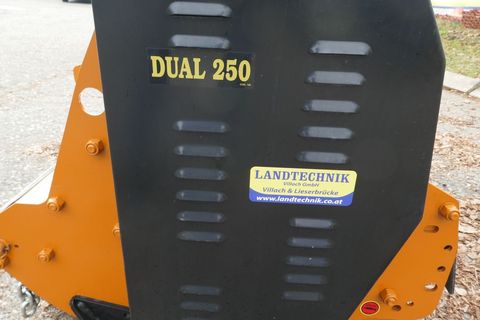 DUAL 250
LANDTECHNIK
Villach GmbH
Villach & Lieserbrücke
www.landtechnik.co.at